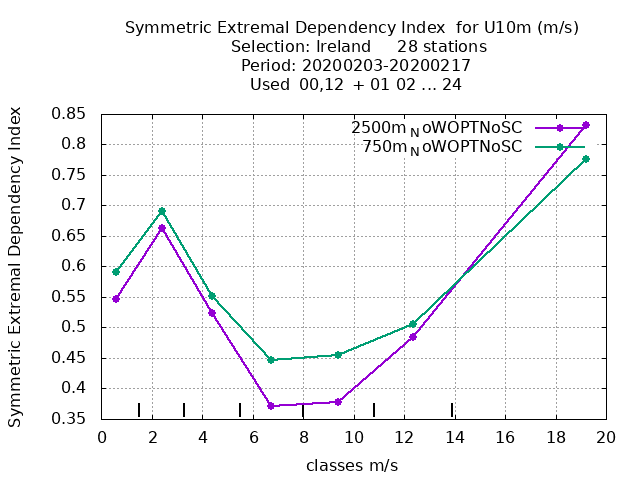 Symmetric Extremal Dependency Index for U10m (m/s)
Selection: Ireland 28 stations
Period: 20200203-20200217
Used 00,12 + 01 02 ... 24
Symmetric Extremal Dependency Index
0.85
0.8
0.75
0.7
0.65
0.6
0.55
0.5
0.45
0.4
0.35
2500m_NoWOPTNoSC
750m_NoWOPTNoSC
0 2 4 6 8 10 12 14 16 18 20
classes m/s